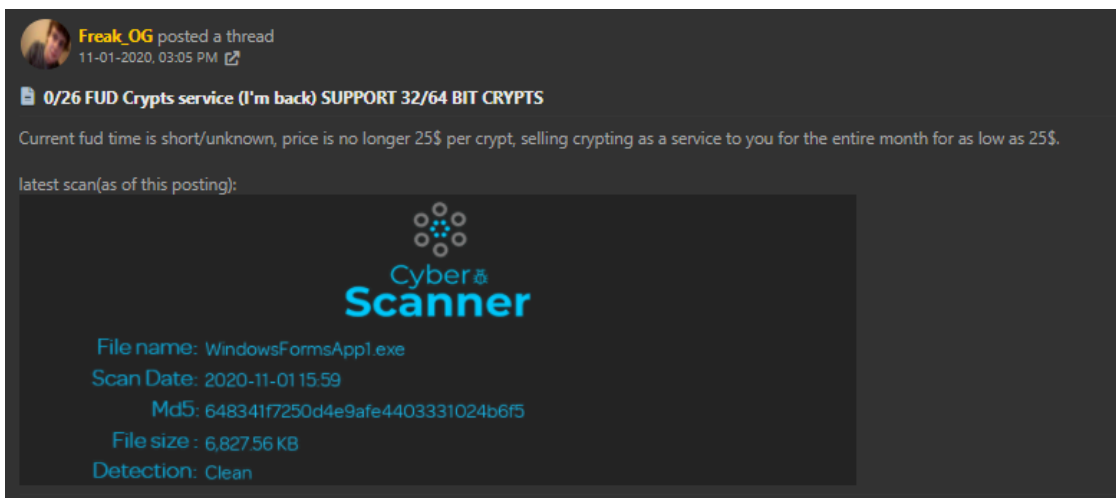 Freak_OG posted a thread
11-01-2020, 03:05 PM
0/26 FUD Crypts service (I'm back) SUPPORT 32/64 BIT CRYPTS
Current fud time is short/unknown, price is no longer 25$ per crypt, selling crypting as a service to you for the entire month for as low as 25$.
latest scan(as of this posting):
Cyber
Scanner
File name: WindowsFormsApp1.exe
Scan Date: 2020-11-01 15:59
Md5: 648341f7250d4e9afe4403331024b6f5
File size : 6,827.56 KB
Detection: Clean